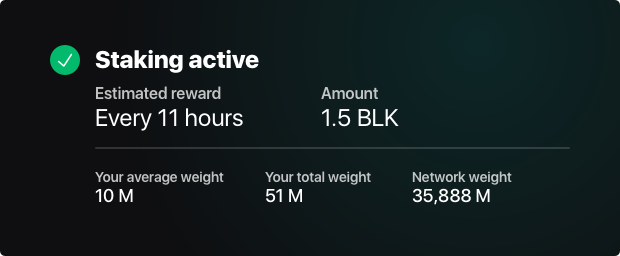 Staking active
Estimated reward Amount
Every 11 hours 1.5 BLK
Your average weight Your total weight Network weight
10 M 51 M 35,888 M